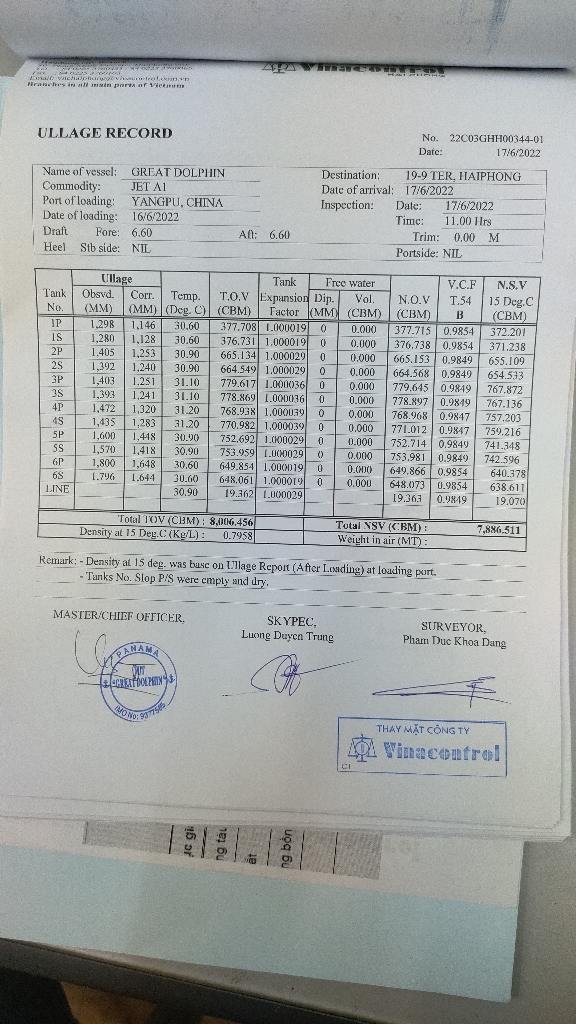 Email: vnchaiphong@vinacontrol.com.vn
Branches in all main ports of Vietnam
Vinacontrol
ULLAGE RECORD
No. 22C03GHH00344-01
Date: 17/6/2022
Name of vessel: GREAT DOLPHIN Destination: 19-9 TER, HAIPHONG
Commodity: JET A1 Date of arrival: 17/6/2022
Port of loading: YANGPU, CHINA Inspection: Date: 17/6/2022
Date of loading: 16/6/2022 Time: 11.00 Hrs
Draft Fore: 6.60 Aft: 6.60 Trim: 0.00 M
Heel Stb side: NIL Portside: NIL
Tank No. Ullage Obsvd. (MM) Corr. (MM) Temp. (Deg. C) T.O.V (CBM) Tank Expansion Factor Free water Dip. (MM) Vol. (CBM) N.O.V (CBM) V.C.F T.54 B N.S.V 15 Deg.C (CBM)
1P 1,298 1,146 30.60 377.708 1.000019 0 0.000 377.715 0.9854 372.201
1S 1,280 1,128 30.60 376.731 1.000019 0 0.000 376.738 0.9854 371.238
2P 1,405 1,253 30.90 665.134 1.000029 0 0.000 665.153 0.9849 655.109
2S 1,392 1,240 30.90 664.549 1.000029 0 0.000 664.568 0.9849 654.533
3P 1,403 1,251 31.10 779.617 1.000036 0 0.000 779.645 0.9849 767.872
3S 1,393 1,241 31.10 778.869 1.000036 0 0.000 778.897 0.9849 767.136
4P 1,472 1,320 31.20 768.938 1.000039 0 0.000 768.968 0.9847 757.203
4S 1,435 1,283 31.20 770.982 1.000039 0 0.000 771.012 0.9847 759.216
5P 1,600 1,448 30.90 752.692 1.000029 0 0.000 752.714 0.9849 741.348
5S 1,570 1,418 30.90 753.959 1.000029 0 0.000 753.981 0.9849 742.596
6P 1,800 1,648 30.60 649.854 1.000019 0 0.000 649.866 0.9854 640.378
6S 1,796 1,644 30.60 648.061 1.000019 0 0.000 648.073 0.9854 638.611
LINE 30.90 19.362 1.000029 19.363 0.9849 19.070
Total TOV (CBM) : 8,006.456 Total NSV (CBM) : 7,886.511
Density at 15 Deg.C (Kg/L) : 0.7958 Weight in air (MT) :
Remark: - Density at 15 deg. was base on Ullage Report (After Loading) at loading port.
- Tanks No. Slop P/S were empty and dry.
MASTER/CHIEF OFFICER, SKYPEC, SURVEYOR,
Luong Duyen Trung Pham Duc Khoa Dang
PANAMA
M/T
"GREAT DOLPHIN"
IMO No: 9377585
THAY MẶT CÔNG TY
Vinacontrol
C1
ng bôn